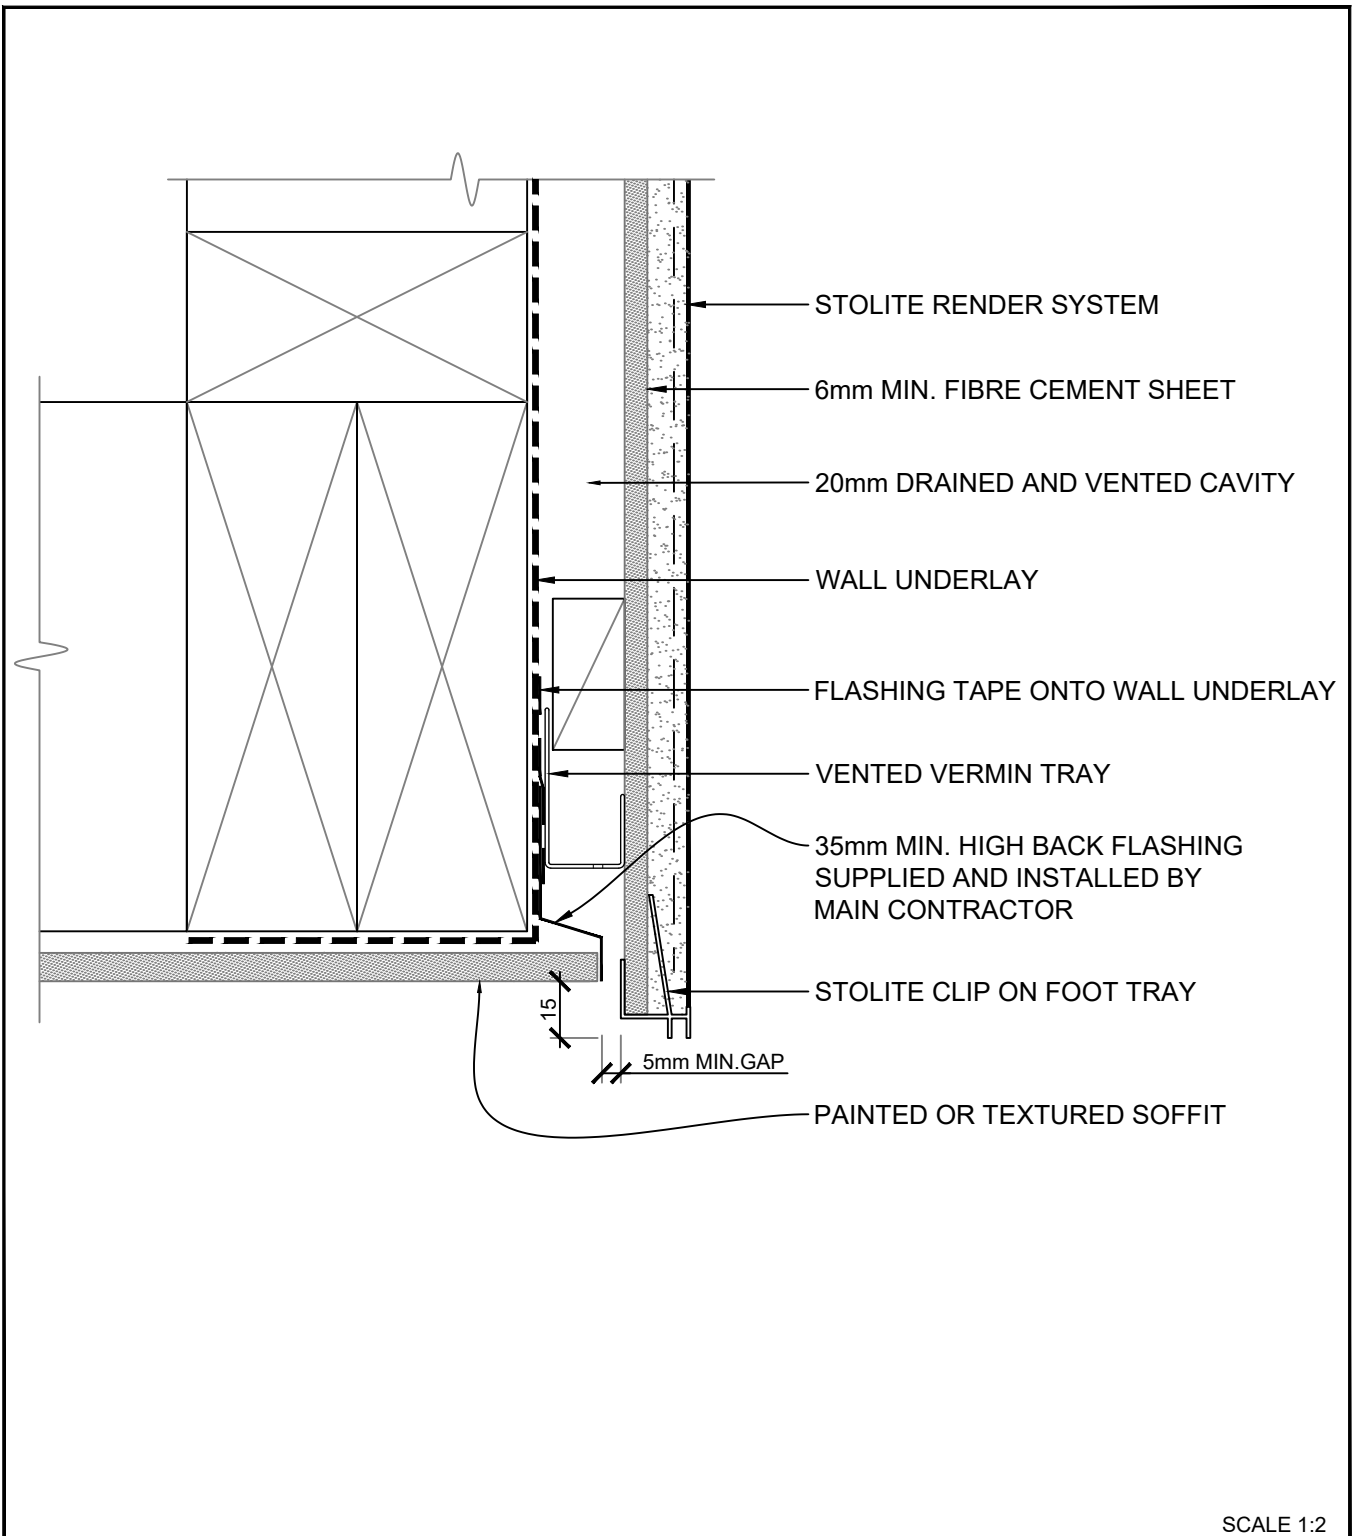 STOLITE RENDER SYSTEM
6mm MIN. FIBRE CEMENT SHEET
20mm DRAINED AND VENTED CAVITY
WALL UNDERLAY
FLASHING TAPE ONTO WALL UNDERLAY
VENTED VERMIN TRAY
35mm MIN. HIGH BACK FLASHING
SUPPLIED AND INSTALLED BY
MAIN CONTRACTOR
STOLITE CLIP ON FOOT TRAY
15
5mm MIN.GAP
PAINTED OR TEXTURED SOFFIT
SCALE 1:2